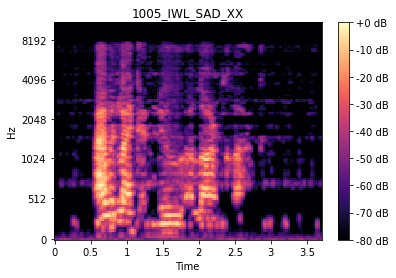 1005_IWL_SAD_XX
+0 dB
8192
-10 dB
4096
-20 dB
-30 dB
2048
Hz
-40 dB
1024
-50 dB
-60 dB
512
-70 dB
0
-80 dB
0 0.5 1 1.5 2 2.5 3 3.5
Time